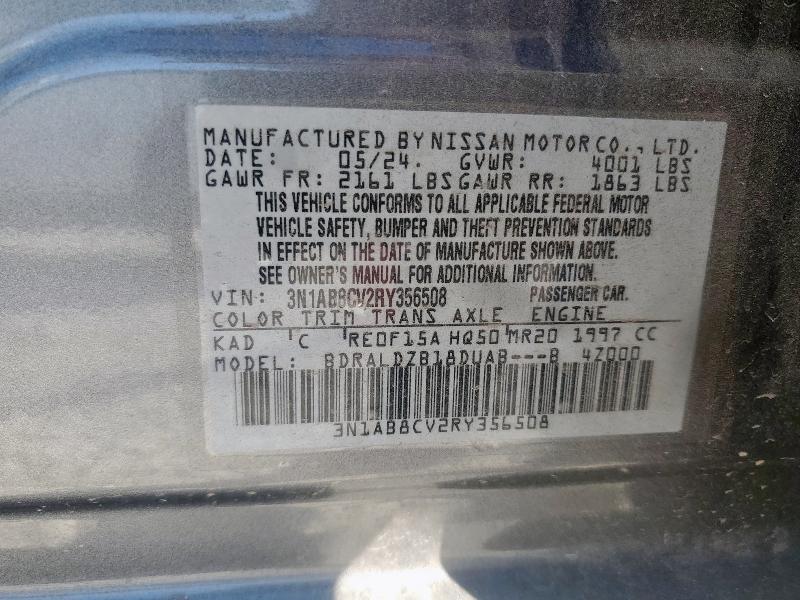 MANUFACTURED BY NISSAN MOTOR CO., LTD.
DATE: 05/24. GVWR: 4001 LBS
GAWR FR: 2161 LBS GAWR RR: 1863 LBS
THIS VEHICLE CONFORMS TO ALL APPLICABLE FEDERAL MOTOR
VEHICLE SAFETY, BUMPER AND THEFT PREVENTION STANDARDS
IN EFFECT ON THE DATE OF MANUFACTURE SHOWN ABOVE.
SEE OWNER'S MANUAL FOR ADDITIONAL INFORMATION.
VIN: 3N1AB8CV2RY356508 PASSENGER CAR.
COLOR TRIM TRANS AXLE ENGINE
KAD C RE0F15A HQ50 MR20 1997 CC
MODEL: BDRALDZB18DUAB---B 4Z000
3N1AB8CV2RY356508